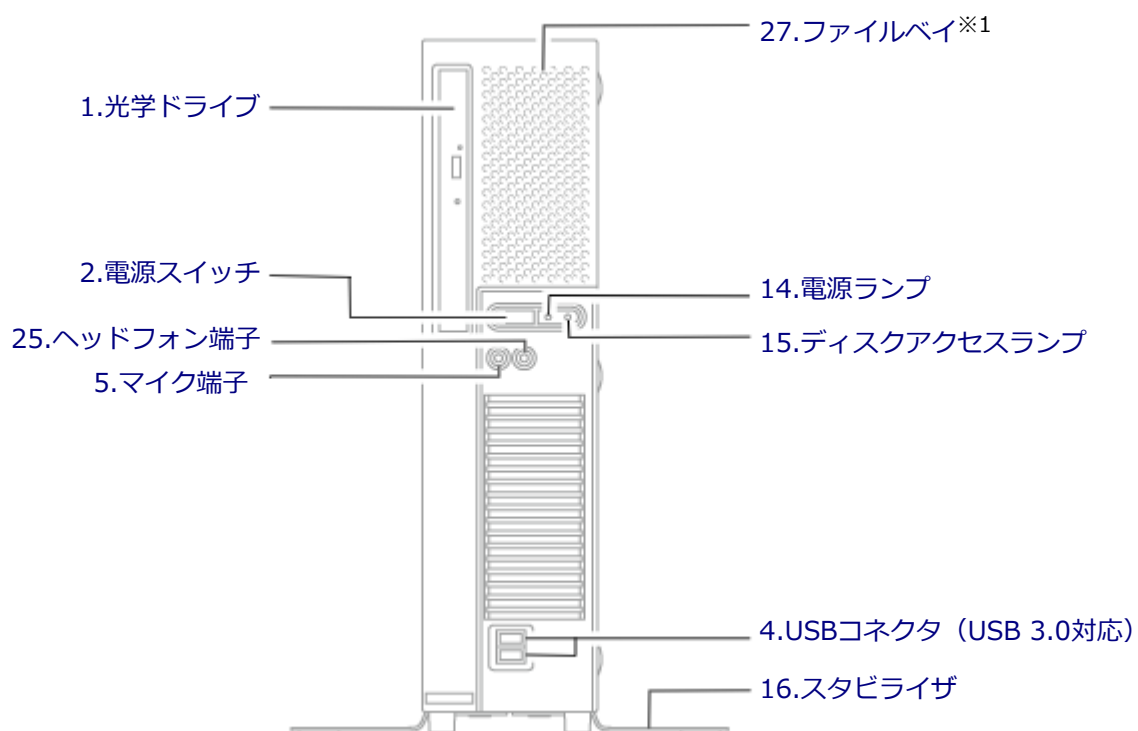 27.ファイルベイ※1
1.光学ドライブ
2.電源スイッチ
14.電源ランプ
25.ヘッドフォン端子
15.ディスクアクセスランプ
5.マイク端子
4.USBコネクタ（USB 3.0対応）
16.スタビライザ